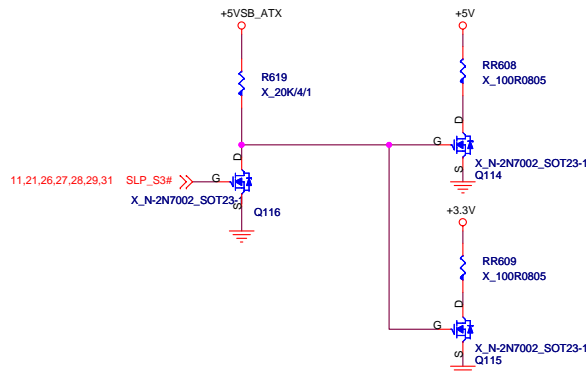 +5VSB_ATX
R619
X_20K/4/1
D
G
S
11,21,26,27,28,29,31 SLP_S3#
X_N-2N7002_SOT23-1
Q116
+5V
RR608
X_100R0805
D
G
S
X_N-2N7002_SOT23-1
Q114
+3.3V
RR609
X_100R0805
D
G
S
X_N-2N7002_SOT23-1
Q115